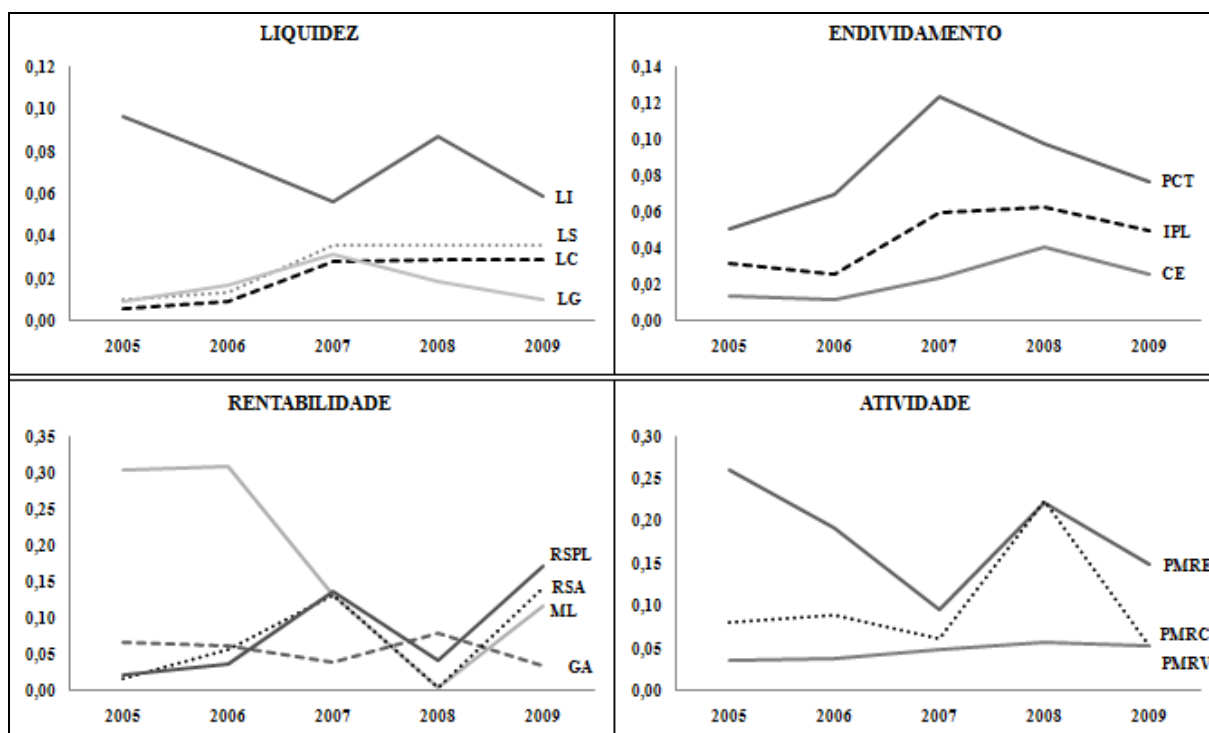 LIQUIDEZ
0,12
0,10
0,08
0,06
0,04
0,02
0,00
LI
LS
LC
LG
2005 2006 2007 2008 2009
ENDIVIDAMENTO
0,14
0,12
0,10
0,08
0,06
0,04
0,02
0,00
PCT
IPL
CE
2005 2006 2007 2008 2009
RENTABILIDADE
0,35
0,30
0,25
0,20
0,15
0,10
0,05
0,00
RSPL
RSA
ML
GA
2005 2006 2007 2008 2009
ATIVIDADE
0,30
0,25
0,20
0,15
0,10
0,05
0,00
PMRE
PMRC
PMRV
2005 2006 2007 2008 2009